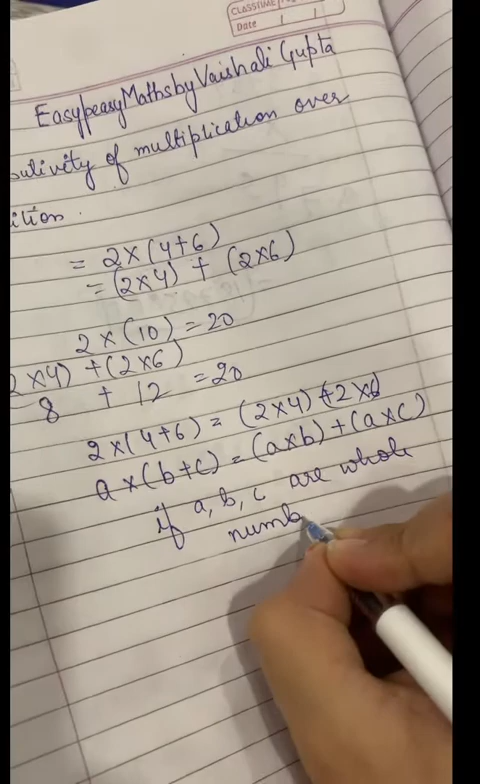 CLASSTIME
Date
EasypeasyMathsbyVaishali Gupta
utivity of multiplication over
ition.
= 2×(4+6)
= (2×4) + (2×6)
2×(10) = 20
2×4) + (2×6)
8 + 12 = 20
2×(4+6) = (2×4)+2×6)
a×(b+c) = (a×b)+(a×c)
if a, b, c are whole
numb